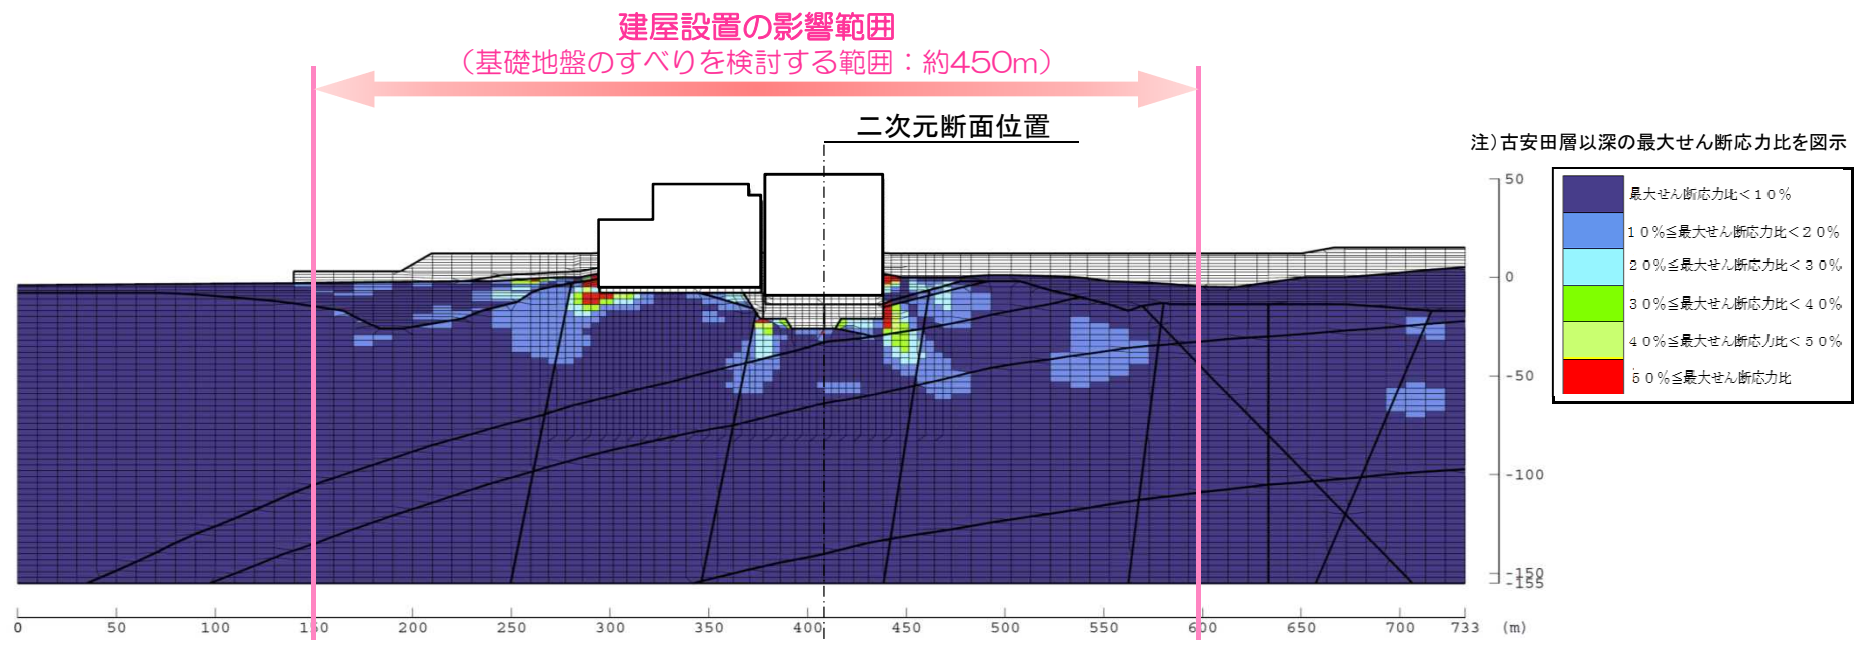 建屋設置の影響範囲
（基礎地盤のすべりを検討する範囲：約450m）
二次元断面位置
注）古安田層以深の最大せん断応力比を図示
最大せん断応力比＜１０％
１０％≦最大せん断応力比＜２０％
２０％≦最大せん断応力比＜３０％
３０％≦最大せん断応力比＜４０％
４０％≦最大せん断応力比＜５０％
５０％≦最大せん断応力比
50
0
-50
-100
-150
-155
0 50 100 150 200 250 300 350 400 450 500 550 600 650 700 733 (m)